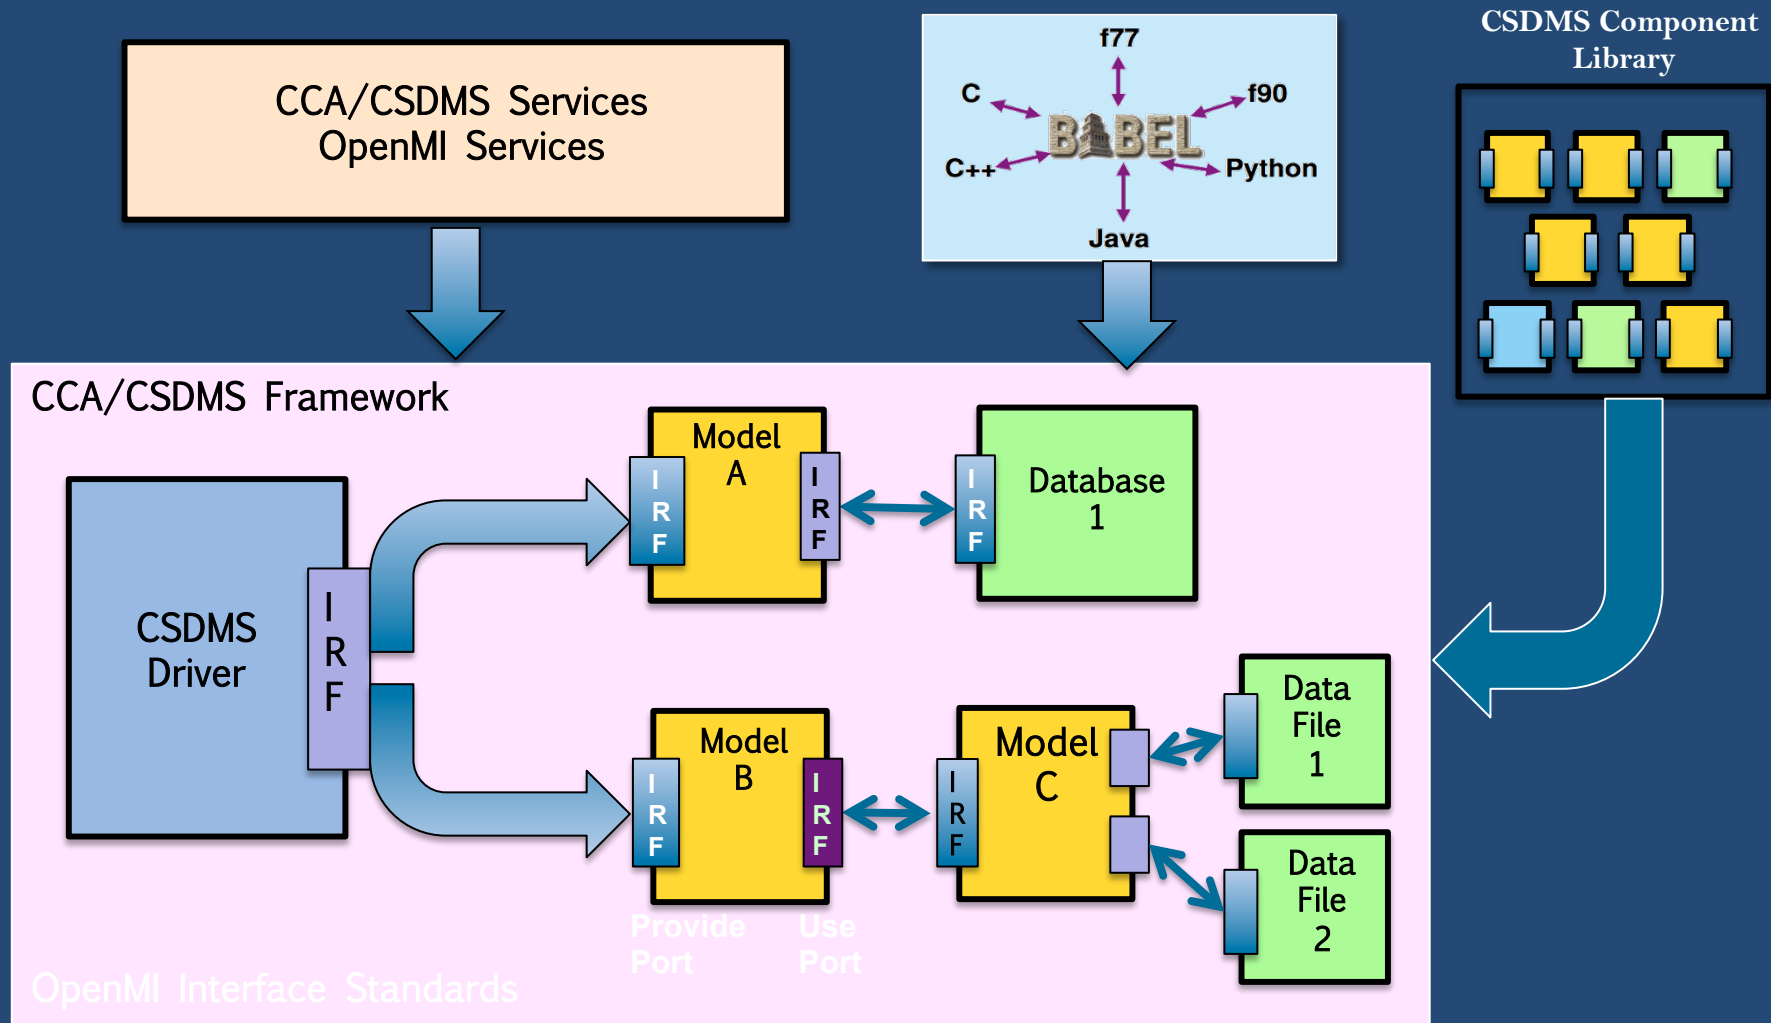 CCA/CSDMS Services
OpenMI Services
f77
C
f90
BABEL
C++
Python
Java
CSDMS Component
Library
CCA/CSDMS Framework
CSDMS
Driver
I
R
F
Model
A
I
R
F
I
R
F
Database
1
I
R
F
Model
B
I
R
F
I
R
F
Model
C
I
R
F
Data
File
1
Data
File
2
Provide
Port
Use
Port
OpenMI Interface Standards